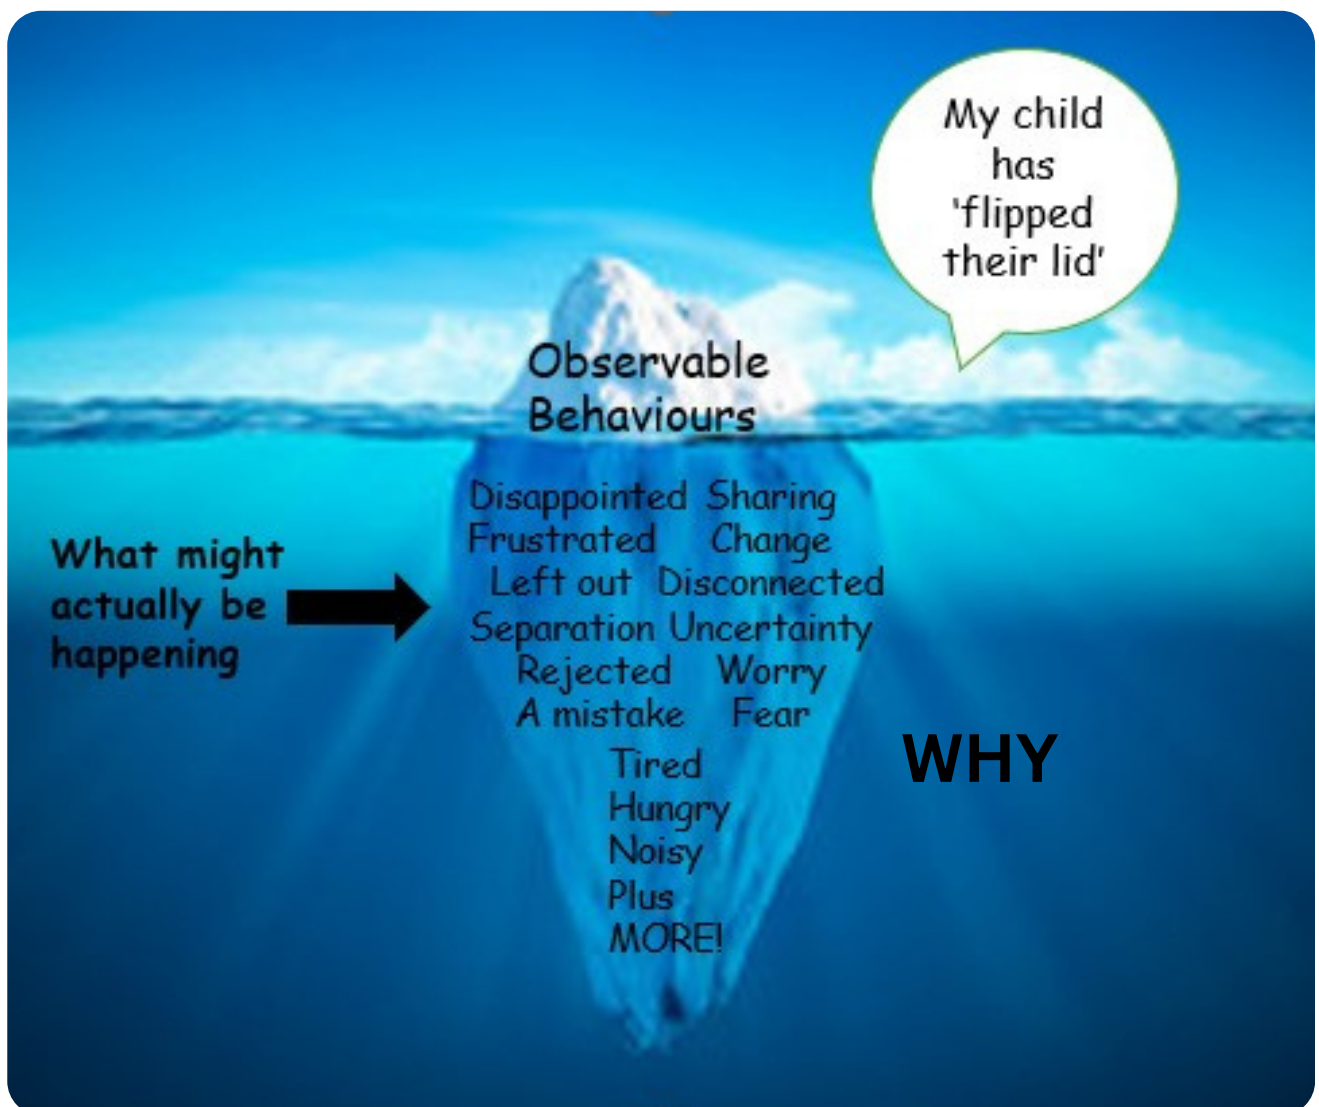 My child
has
'flipped
their lid'
Observable
Behaviours
What might
actually be
happening
Disappointed Sharing
Frustrated Change
Left out Disconnected
Separation Uncertainty
Rejected Worry
A mistake Fear
Tired
Hungry
Noisy
Plus
MORE!
WHY